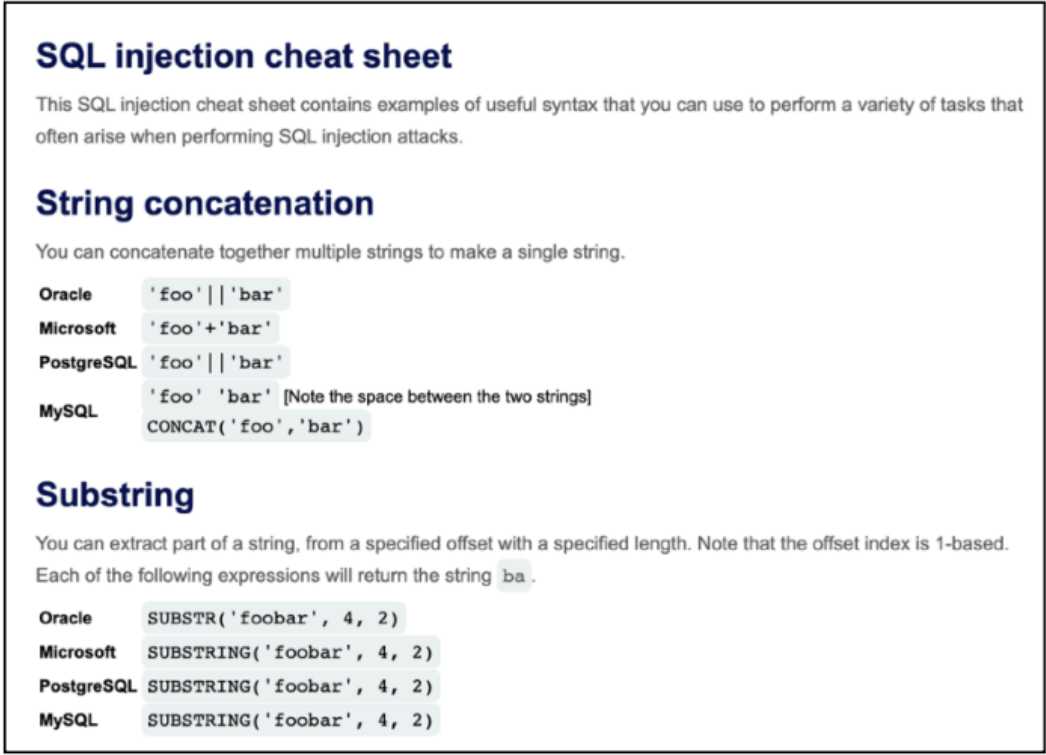 SQL injection cheat sheet
This SQL injection cheat sheet contains examples of useful syntax that you can use to perform a variety of tasks that
often arise when performing SQL injection attacks.
String concatenation
You can concatenate together multiple strings to make a single string.
Oracle 'foo'||'bar'
Microsoft 'foo'+'bar'
PostgreSQL 'foo'||'bar'
MySQL 'foo' 'bar' [Note the space between the two strings]
CONCAT('foo','bar')
Substring
You can extract part of a string, from a specified offset with a specified length. Note that the offset index is 1-based.
Each of the following expressions will return the string ba .
Oracle SUBSTR('foobar', 4, 2)
Microsoft SUBSTRING('foobar', 4, 2)
PostgreSQL SUBSTRING('foobar', 4, 2)
MySQL SUBSTRING('foobar', 4, 2)